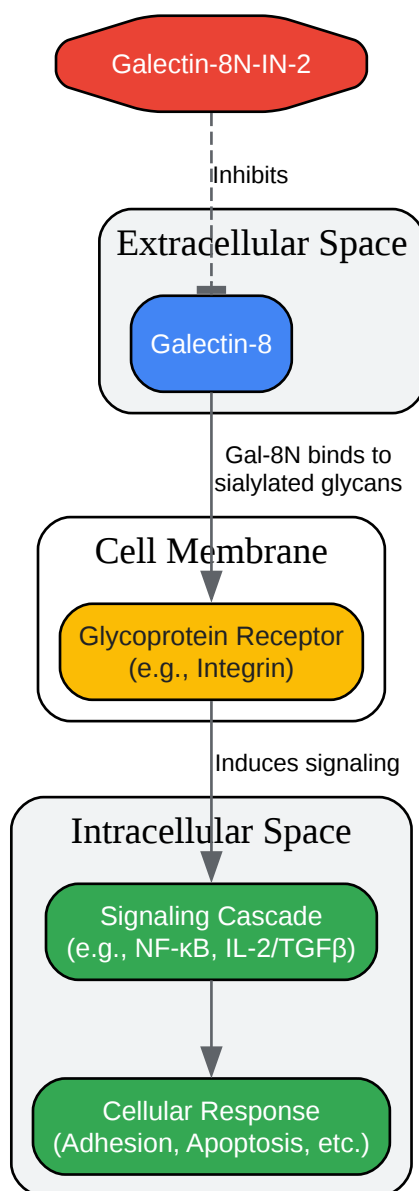 Galectin-8N-IN-2
Inhibits
Extracellular Space
Galectin-8
Gal-8N binds to
sialylated glycans
Cell Membrane
Glycoprotein Receptor
(e.g., Integrin)
Induces signaling
Intracellular Space
Signaling Cascade
(e.g., NF-κB, IL-2/TGFβ)
Cellular Response
(Adhesion, Apoptosis, etc.)